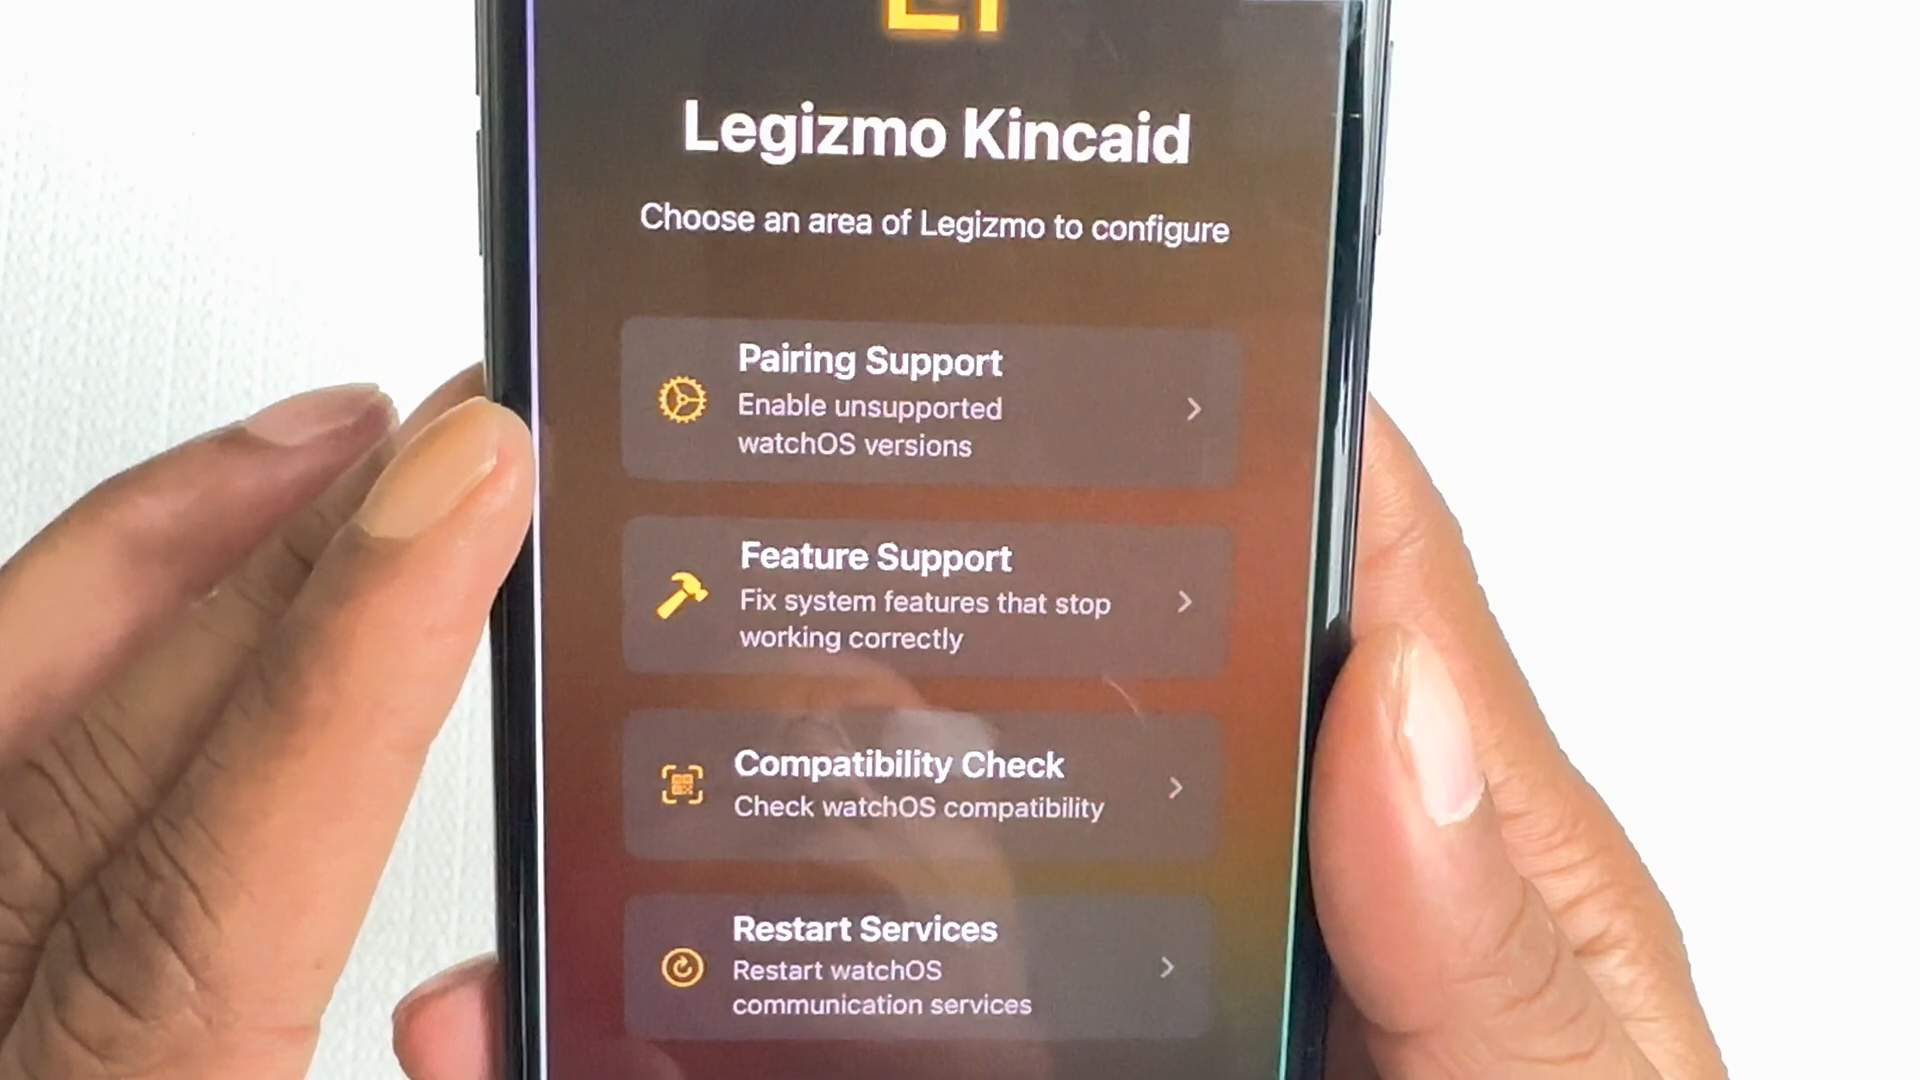 Legizmo Kincaid
Choose an area of Legizmo to configure
Pairing Support
Enable unsupported
watchOS versions
Feature Support
Fix system features that stop
working correctly
Compatibility Check
Check watchOS compatibility
Restart Services
Restart watchOS
communication services